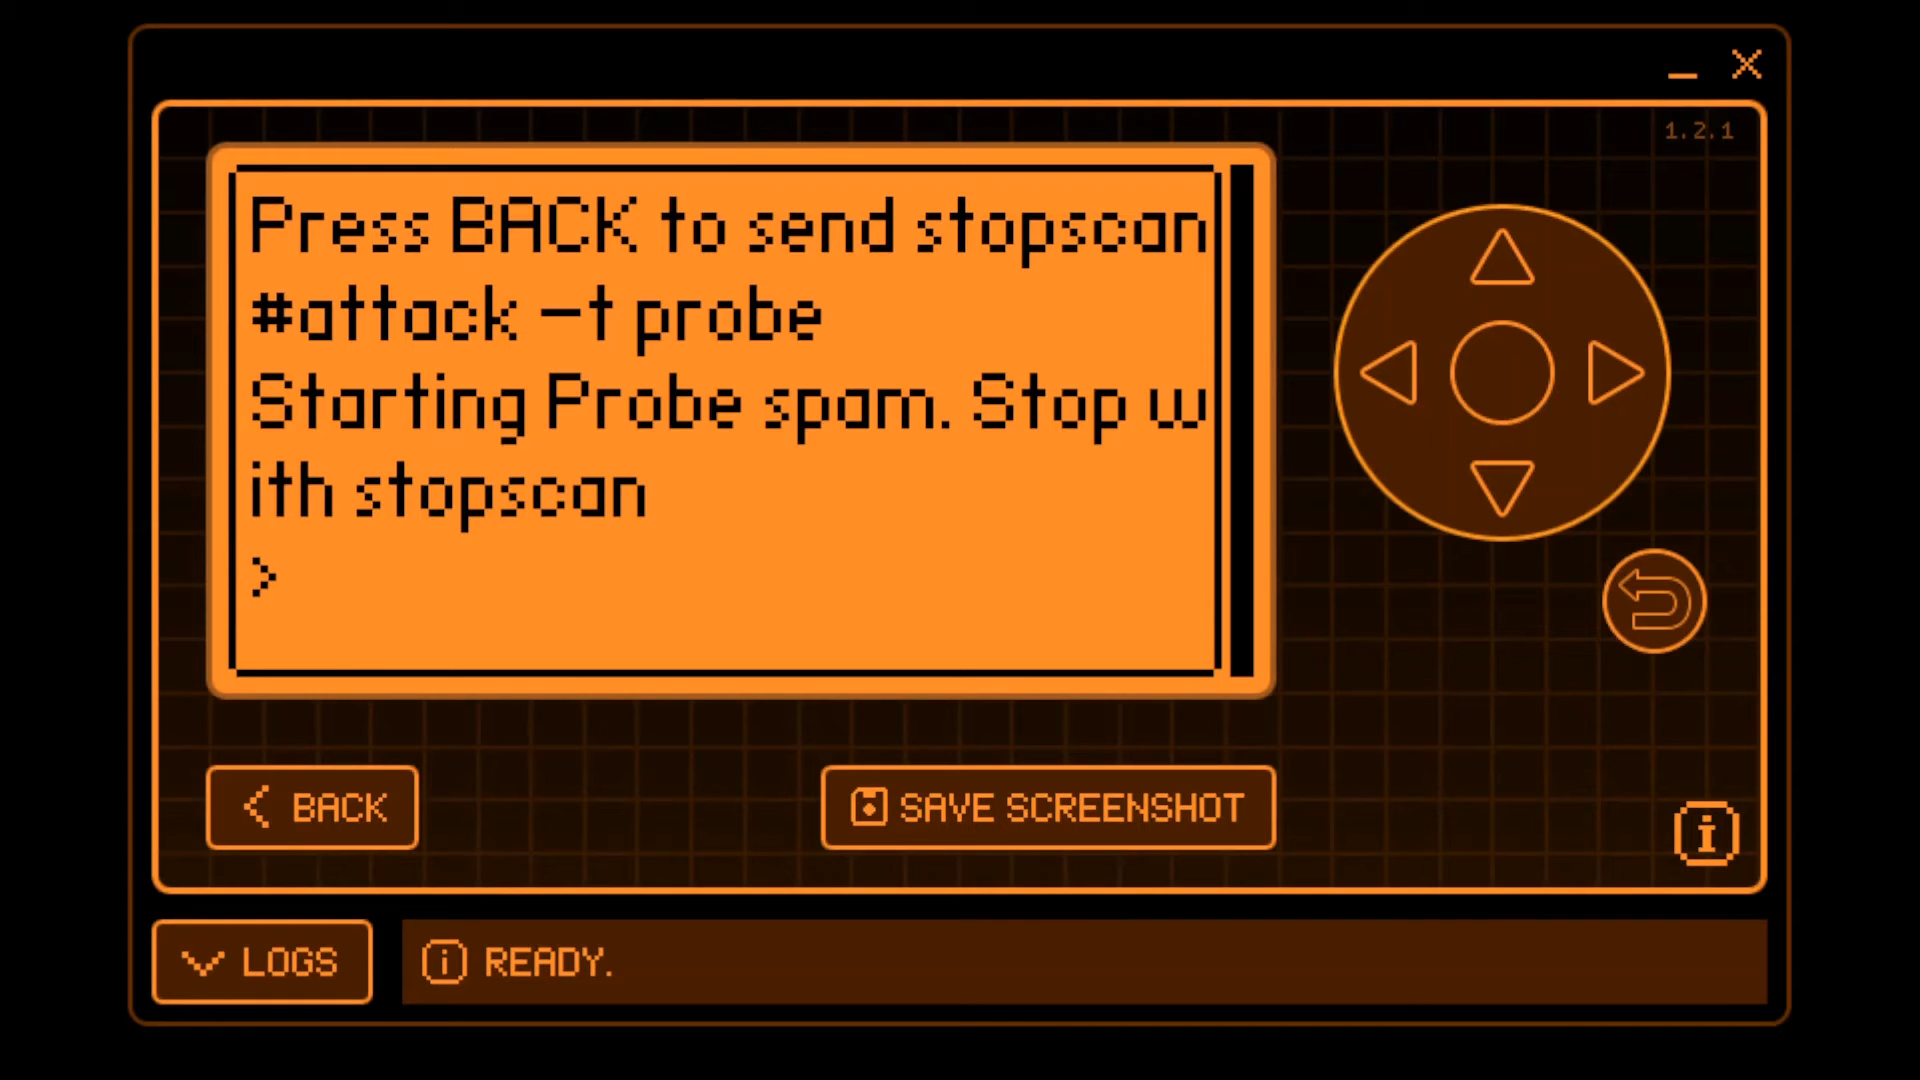 1.2.1
Press BACK to send stopscan
#attack -t probe
Starting Probe spam. Stop w
ith stopscan
>
BACK
SAVE SCREENSHOT
LOGS
READY.